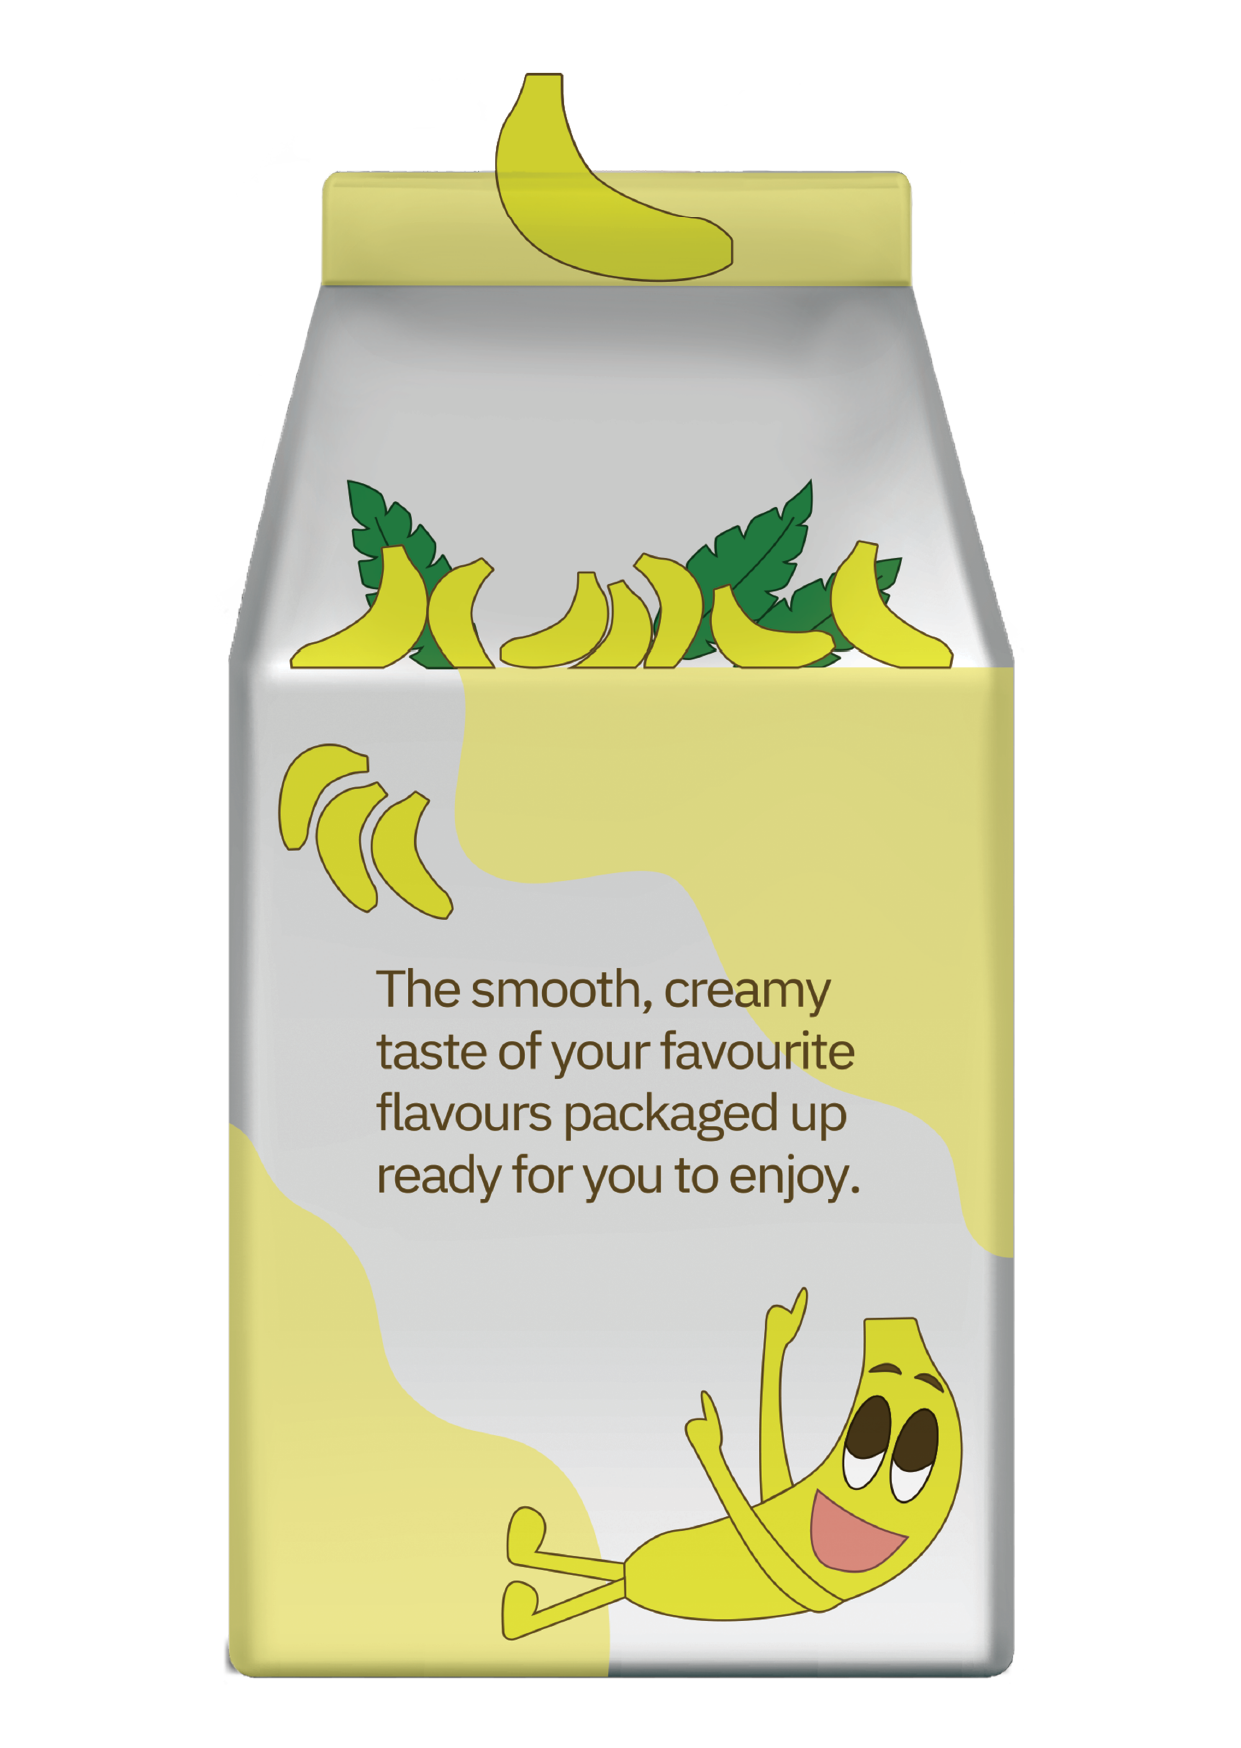 The smooth, creamy
taste of your favourite
flavours packaged up
ready for you to enjoy.